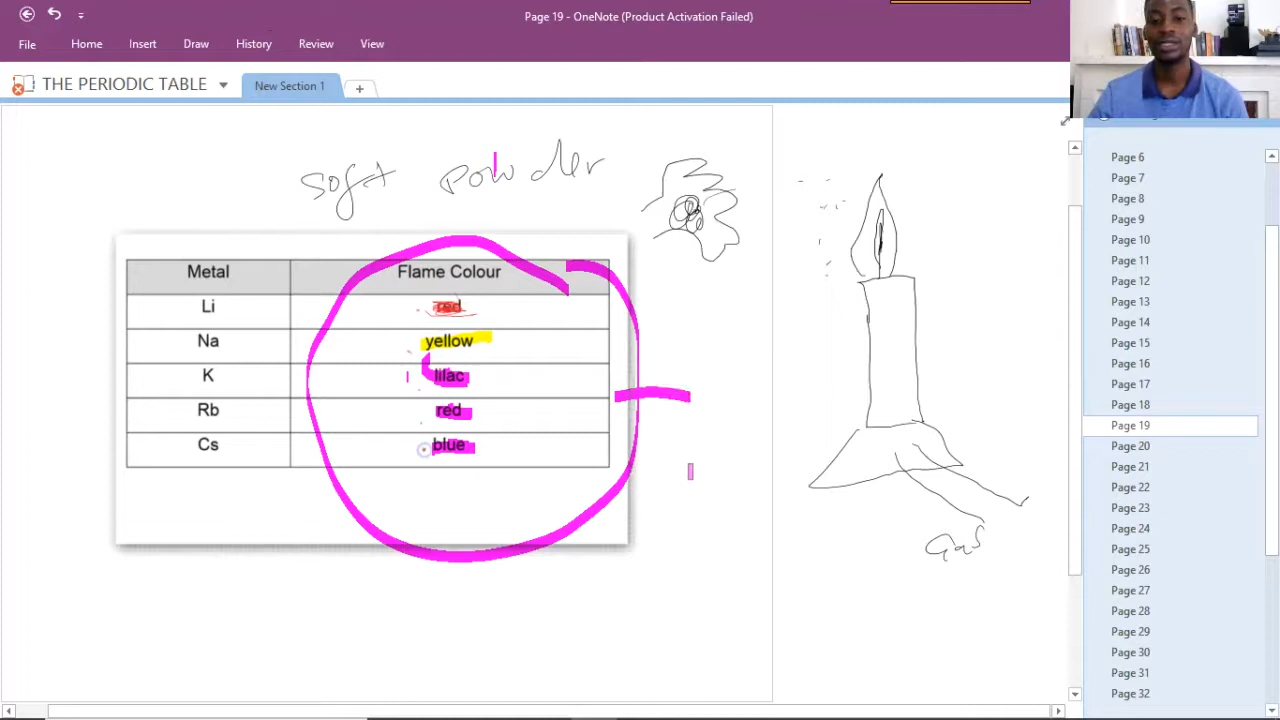 Page 19 - OneNote (Product Activation Failed)
File Home Insert Draw History Review View
THE PERIODIC TABLE New Section 1 +
soft powder
Metal Flame Colour
Li red
Na yellow
K lilac
Rb red
Cs blue
Gas
Page 6
Page 7
Page 8
Page 9
Page 10
Page 11
Page 12
Page 13
Page 14
Page 15
Page 16
Page 17
Page 18
Page 19
Page 20
Page 21
Page 22
Page 23
Page 24
Page 25
Page 26
Page 27
Page 28
Page 29
Page 30
Page 31
Page 32